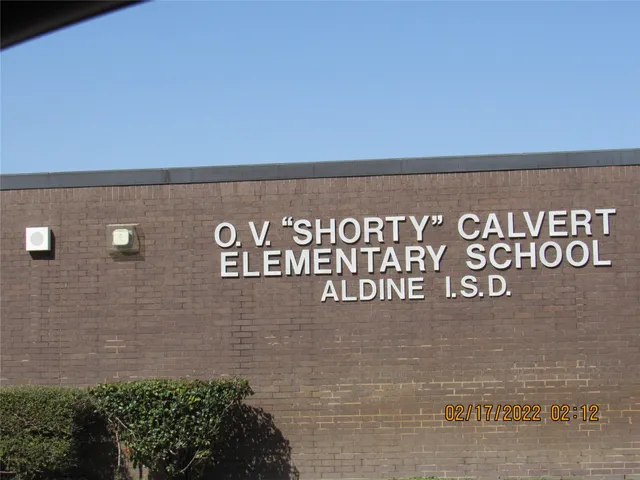 O. V. “SHORTY” CALVERT
ELEMENTARY SCHOOL
ALDINE I.S.D.
02/17/2022 02:12